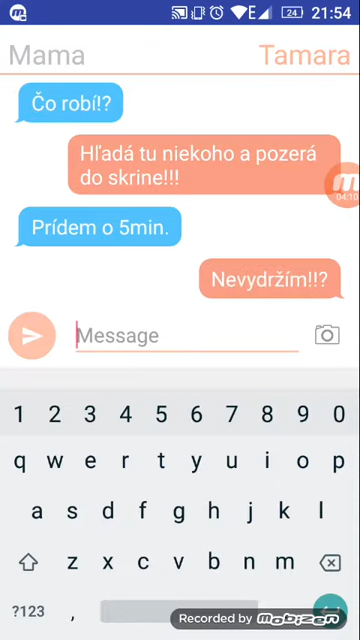 24 21:54
Mama Tamara
Čo robí!?
Hľadá tu niekoho a pozerá
do skrine!!!
04:10
Prídem o 5min.
Nevydržím!!?
Message
1 2 3 4 5 6 7 8 9 0
q w e r t y u i o p
a s d f g h j k l
z x c v b n m
?123 ,
Recorded by mobizen